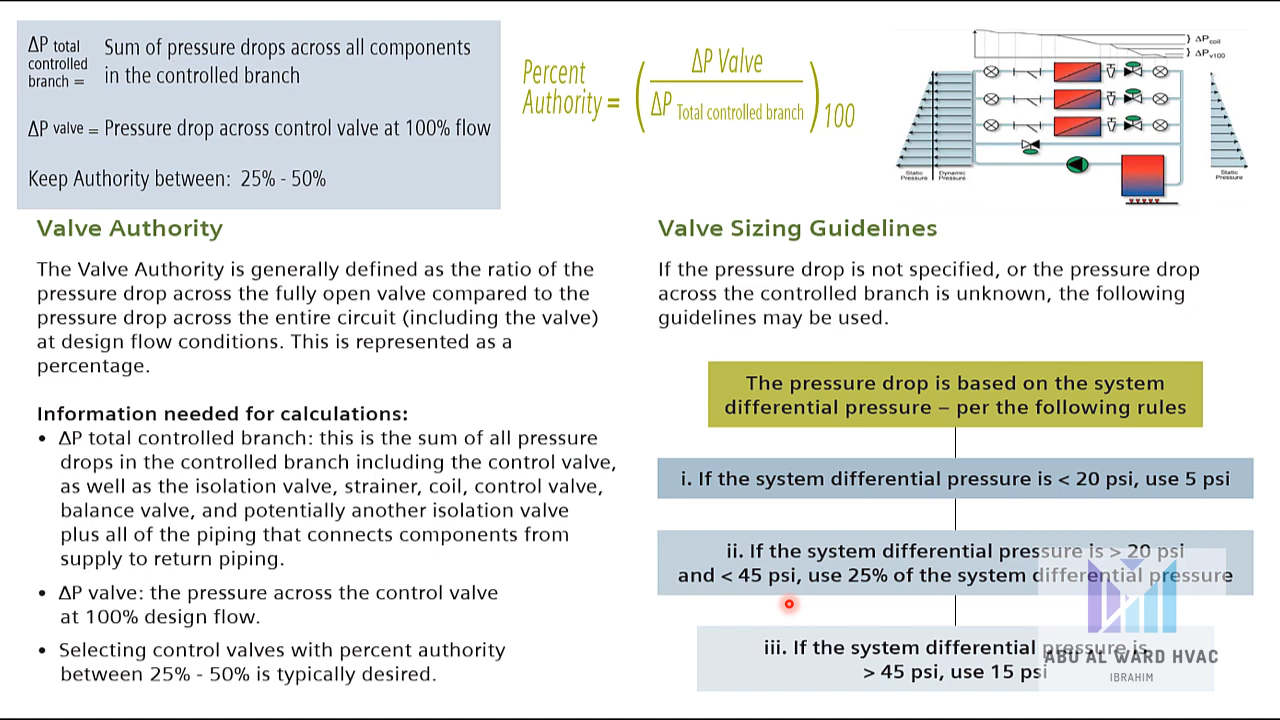 ΔP total
controlled
branch =
Sum of pressure drops across all components
in the controlled branch
ΔP valve = Pressure drop across control valve at 100% flow
Keep Authority between: 25% - 50%
Percent
Authority = ( ΔP Valve / ΔP Total controlled branch ) 100
} ΔPcoil
} ΔPv100
Static
Pressure
Dynamic
Pressure
Static
Pressure
Valve Authority
The Valve Authority is generally defined as the ratio of the
pressure drop across the fully open valve compared to the
pressure drop across the entire circuit (including the valve)
at design flow conditions. This is represented as a
percentage.
Information needed for calculations:
• ΔP total controlled branch: this is the sum of all pressure
drops in the controlled branch including the control valve,
as well as the isolation valve, strainer, coil, control valve,
balance valve, and potentially another isolation valve
plus all of the piping that connects components from
supply to return piping.
• ΔP valve: the pressure across the control valve
at 100% design flow.
• Selecting control valves with percent authority
between 25% - 50% is typically desired.
Valve Sizing Guidelines
If the pressure drop is not specified, or the pressure drop
across the controlled branch is unknown, the following
guidelines may be used.
The pressure drop is based on the system
differential pressure – per the following rules
i. If the system differential pressure is < 20 psi, use 5 psi
ii. If the system differential pressure is > 20 psi
and < 45 psi, use 25% of the system differential pressure
iii. If the system differential pressure is
> 45 psi, use 15 psi
ABU AL WARD HVAC
IBRAHIM